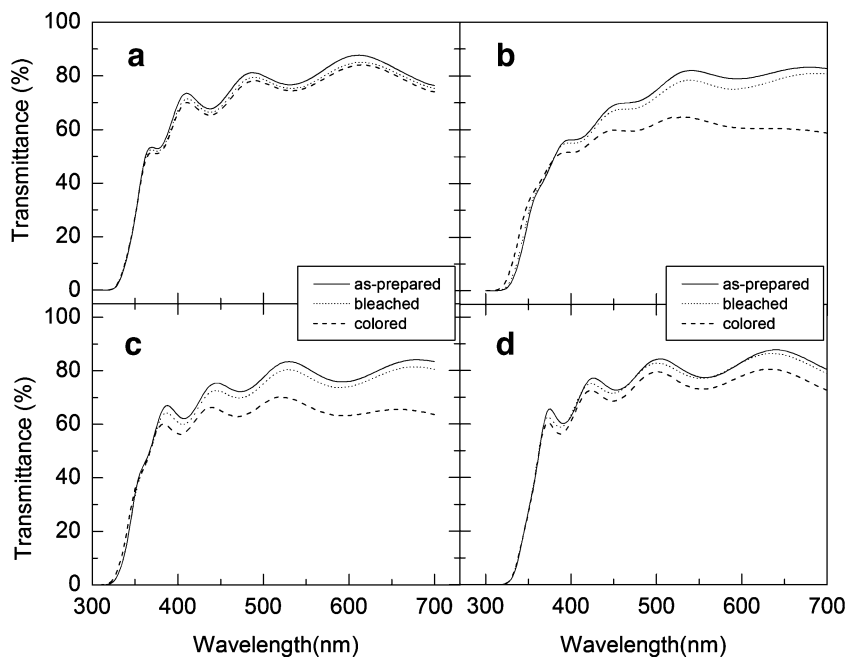 100
80
60
40
20
0
Transmittance (%)
a
b
as-prepared
bleached
colored
as-prepared
bleached
colored
100
80
60
40
20
0
Transmittance (%)
c
d
300 400 500 600 700
300 400 500 600 700
Wavelength(nm)
Wavelength(nm)